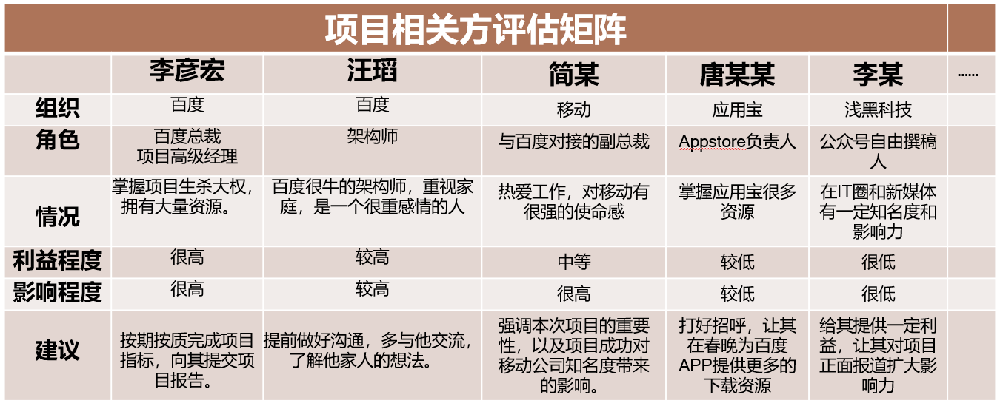 项目相关方评估矩阵
李彦宏 汪瑫 简某 唐某某 李某 ……
组织 百度 百度 移动 应用宝 浅黑科技
角色 百度总裁 架构师 与百度对接的副总裁 Appstore负责人 公众号自由撰稿
项目高级经理 人
情况 掌握项目生杀大权， 百度很牛的架构师，重视家 热爱工作，对移动有 掌握应用宝很多 在IT圈和新媒体
拥有大量资源。 庭，是一个很重感情的人 很强的使命感 资源 有一定知名度和
影响力
利益程度 很高 较高 中等 较低 很低
影响程度 很高 较高 很高 较低 很低
建议 按期按质完成项目 提前做好沟通，多与他交流， 强调本次项目的重要 打好招呼，让其 给其提供一定利
指标，向其提交项 了解他家人的想法。 性，以及项目成功对 在春晚为百度 益，让其对项目
目报告。 移动公司知名度带来 APP提供更多的 正面报道扩大影
的影响。 下载资源 响力